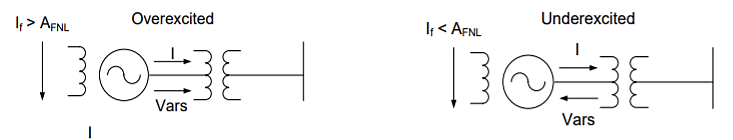 Overexcited
If > AFNL
I
Vars
I
Underexcited
If < AFNL
I
Vars